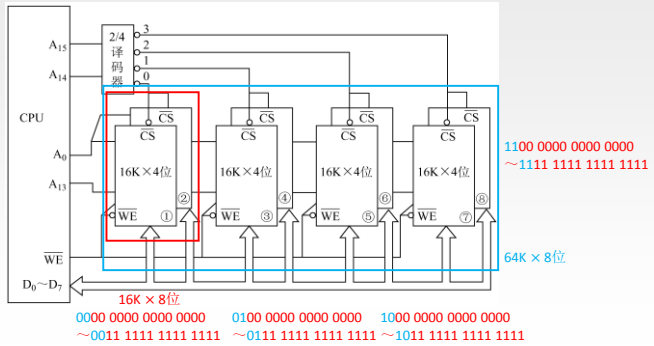 CPU
A15
A14
A0
A13
WE
D0～D7
2/4
译
码
器
3
2
1
0
CS
CS
16K×4位
②
WE
①
CS
CS
16K×4位
④
WE
③
CS
CS
16K×4位
⑥
WE
⑤
CS
CS
16K×4位
⑧
WE
⑦
1100 0000 0000 0000
～1111 1111 1111 1111
64K × 8位
16K × 8位
0000 0000 0000 0000
～0011 1111 1111 1111
0100 0000 0000 0000
～0111 1111 1111 1111
1000 0000 0000 0000
～1011 1111 1111 1111